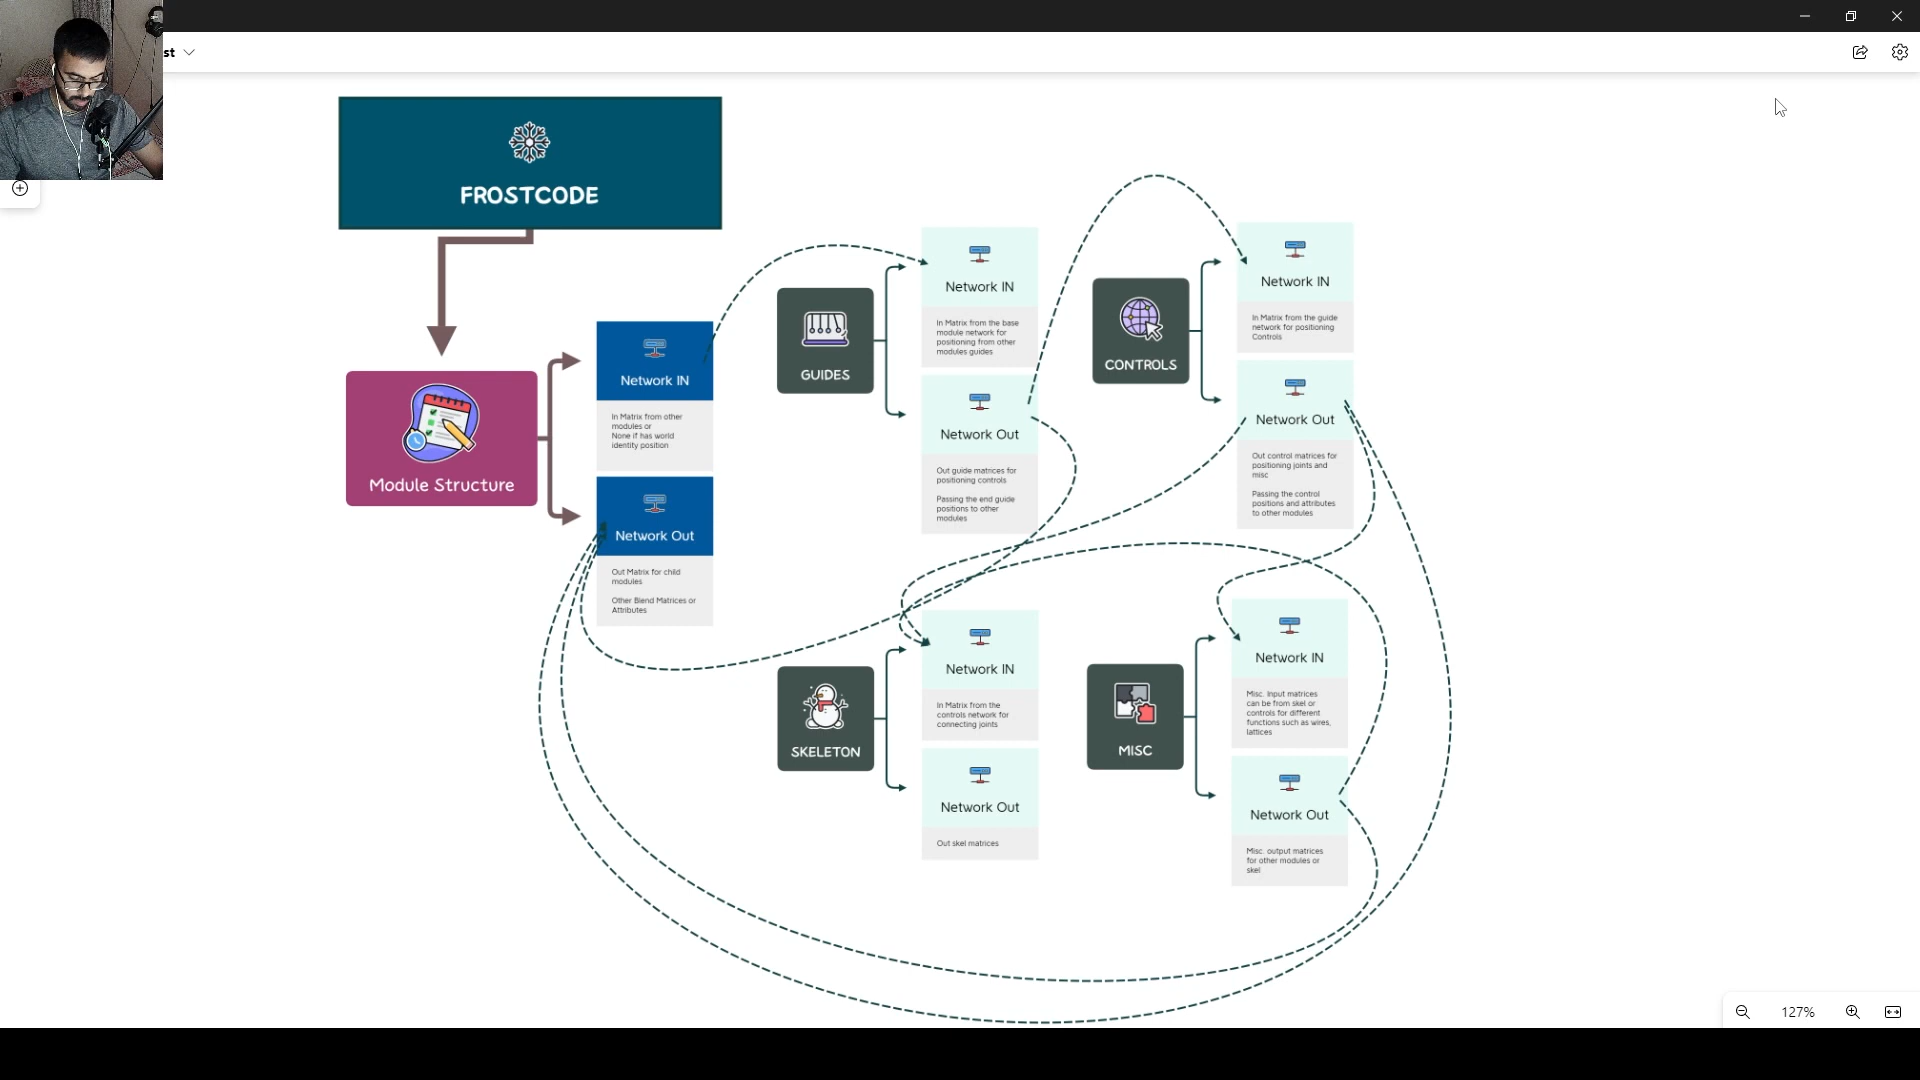 st
FROSTCODE
Module Structure
Network IN
In Matrix from other
modules or
None if has world
identity position
Network Out
Out Matrix for child
modules
Other Blend Matrices or
Attributes
GUIDES
Network IN
In Matrix from the base
module network for
positioning from other
modules guides
Network Out
Out guide matrices for
positioning controls
Passing the end guide
positions to other
modules
CONTROLS
Network IN
In Matrix from the guide
network for positioning
Controls
Network Out
Out control matrices for
positioning joints and
misc
Passing the control
positions and attributes
to other modules
SKELETON
Network IN
In Matrix from the
controls network for
connecting joints
Network Out
Out skel matrices
MISC
Network IN
Misc. Input matrices
can be from skel or
controls for different
functions such as wires,
lattices
Network Out
Misc. output matrices
for other modules or
skel
127%